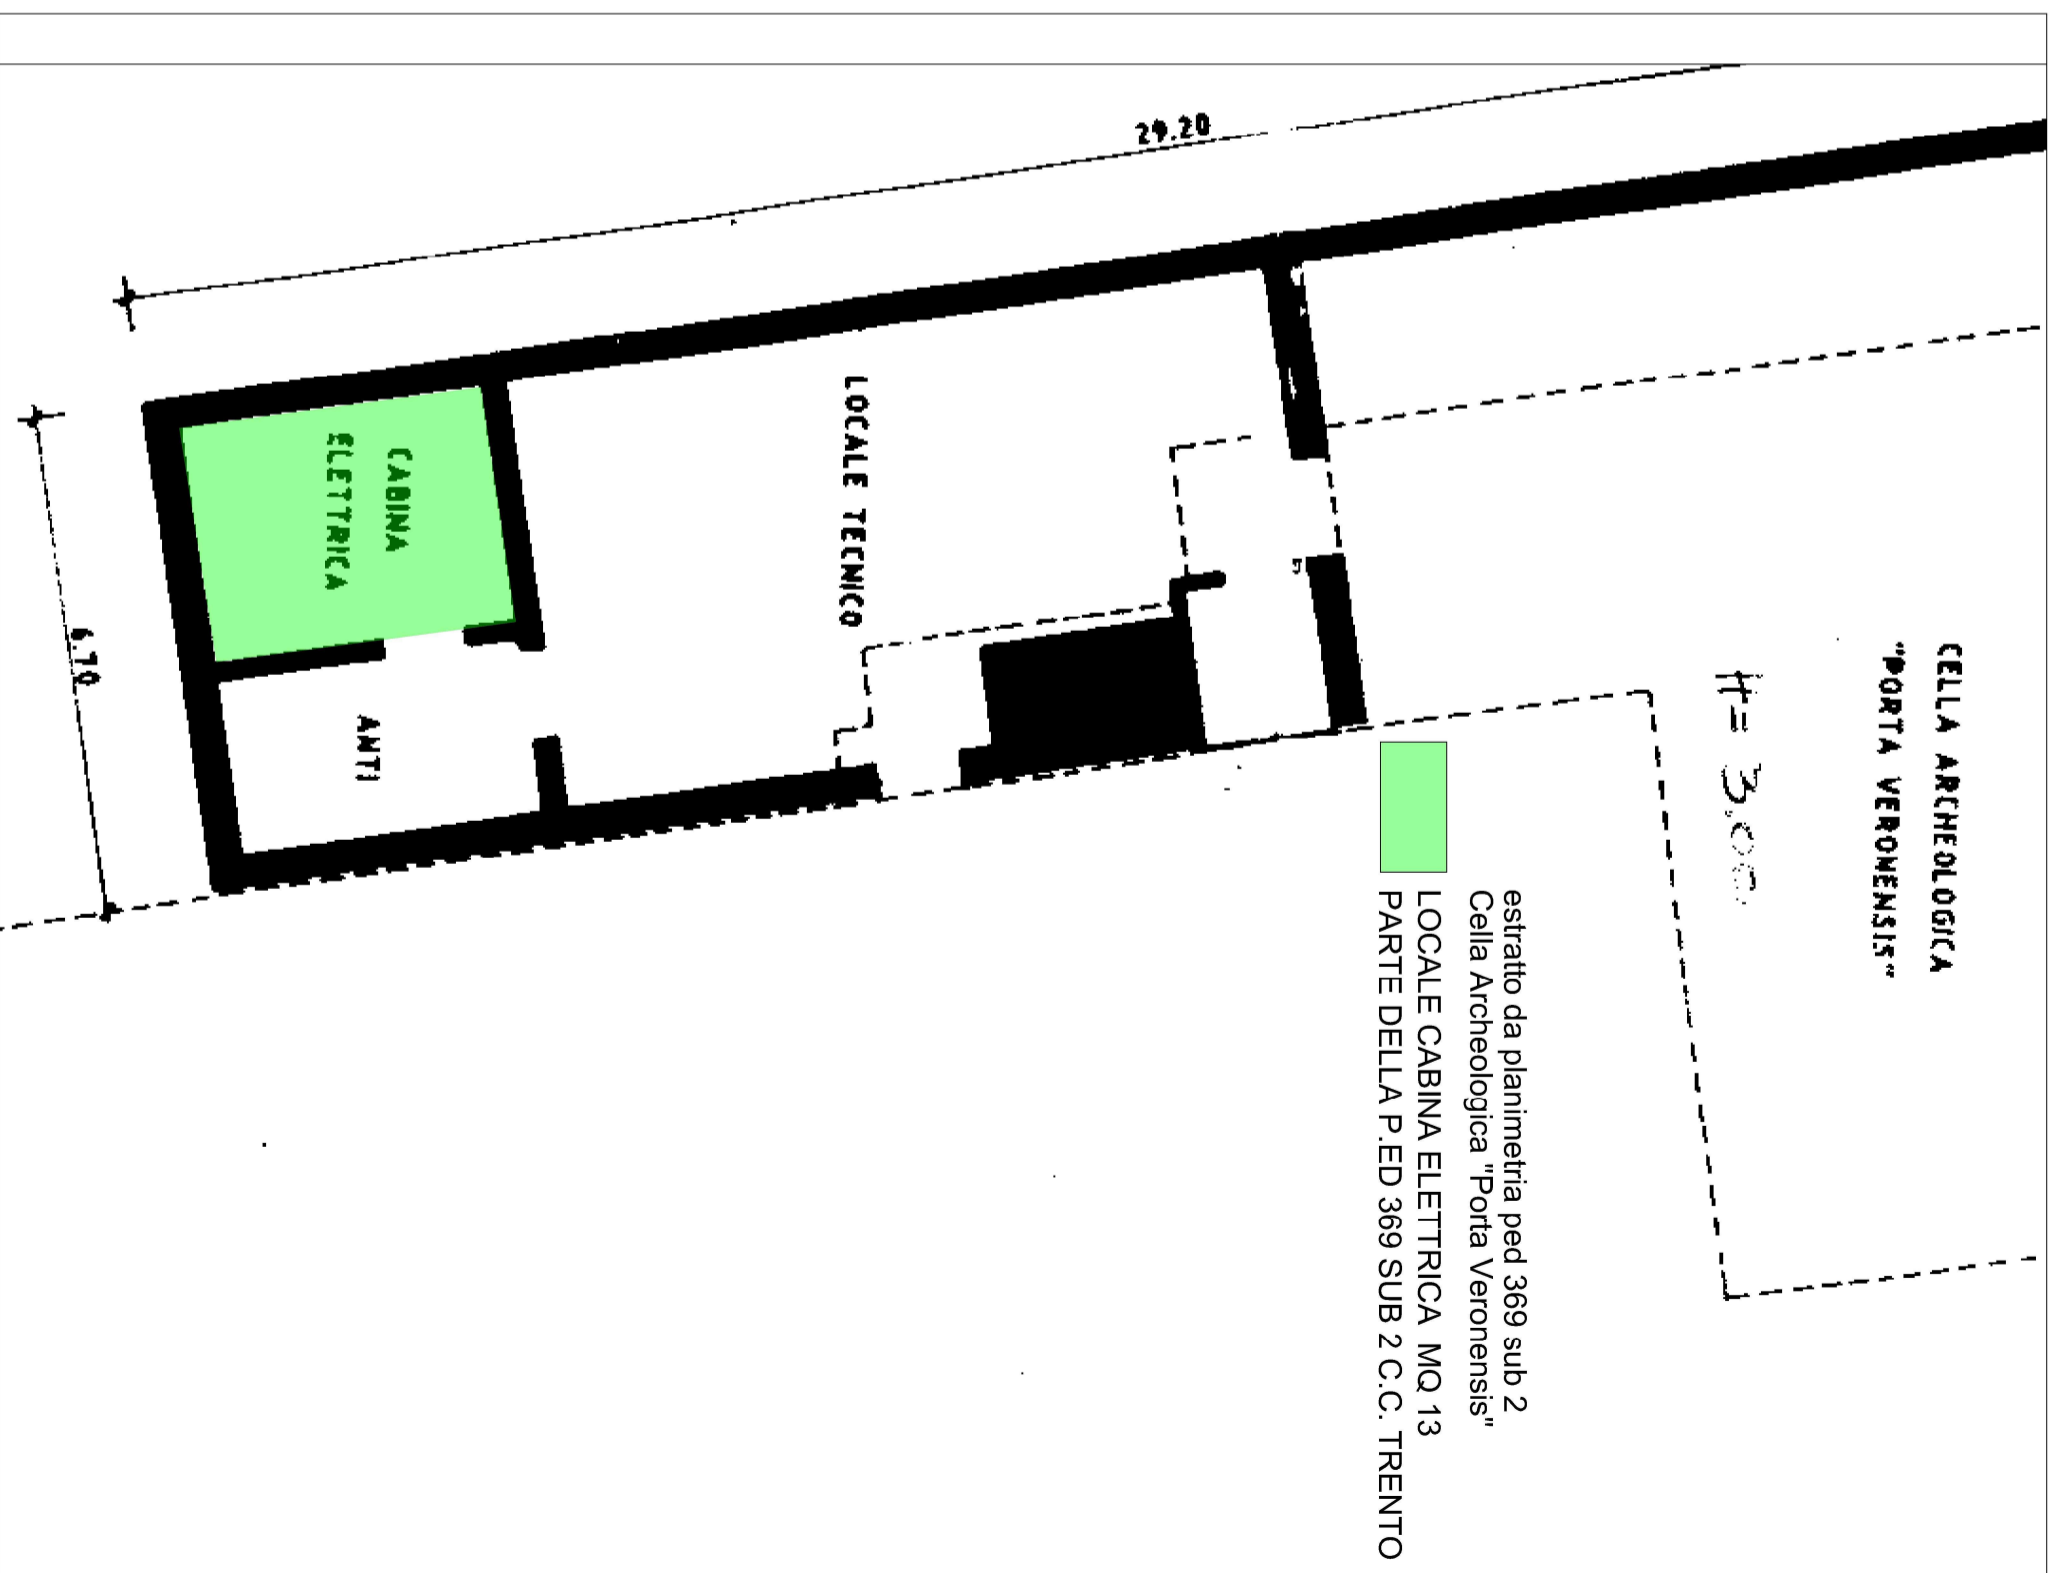 29.20
6.70
CABINA
ELETTRICA
ANTI
LOCALE TECNICO
CELLA ARCHEOLOGICA
"PORTA VERONENSIS"
H= 3,00
estratto da planimetria ped 369 sub 2
Cella Archeologica "Porta Veronensis"
LOCALE CABINA ELETTRICA MQ 13
PARTE DELLA P.ED 369 SUB 2 C.C. TRENTO